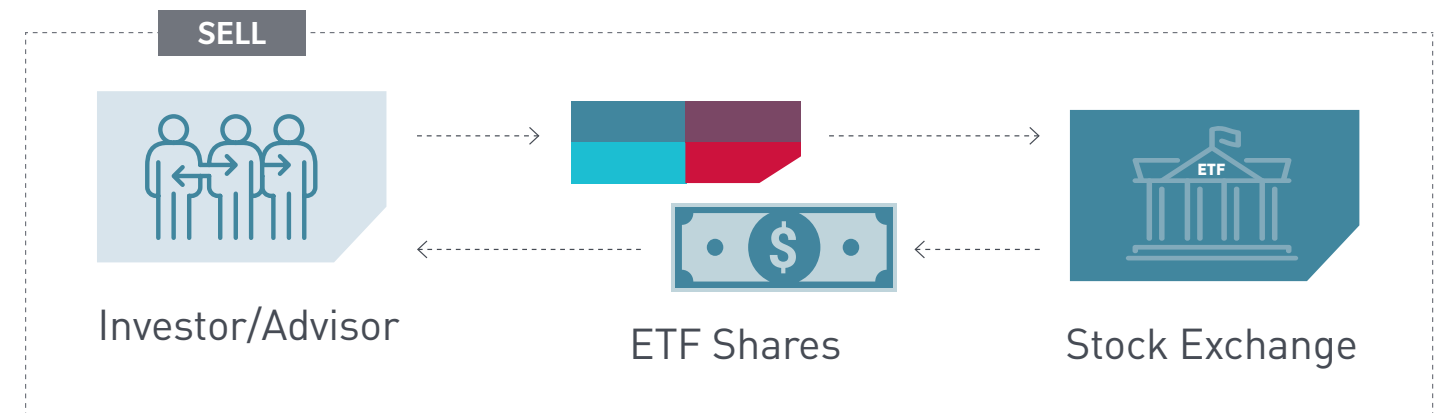 SELL
ETF
$
Investor/Advisor
ETF Shares
Stock Exchange